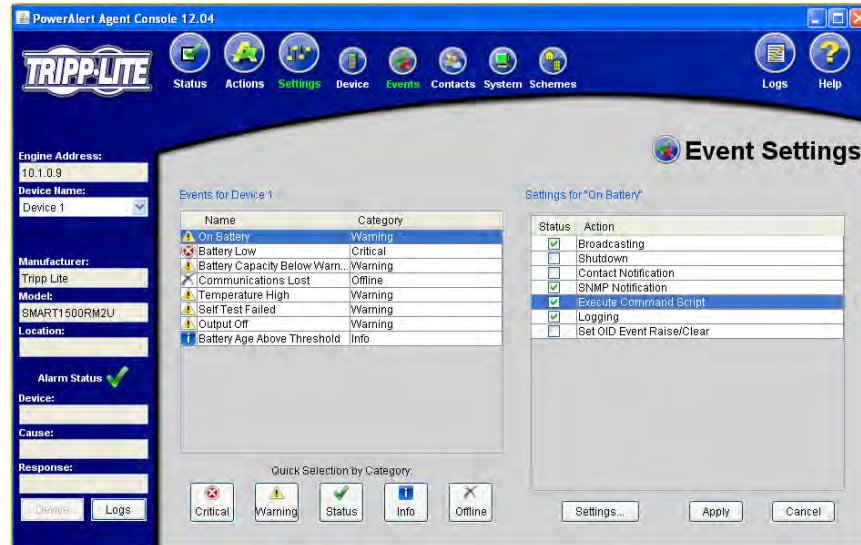 PowerAlert Agent Console 12.04
TRIPP·LITE
Status
Actions
Settings
Device
Events
Contacts
System
Schemes
Logs
Help
Event Settings
Engine Address:
10.1.0.9
Device Name:
Device 1
Manufacturer:
Tripp Lite
Model:
SMART1500RM2U
Location:
Alarm Status
Device:
Cause:
Response:
Device
Logs
Events for Device 1
Name Category
On Battery Warning
Battery Low Critical
Battery Capacity Below Warn... Warning
Communications Lost Offline
Temperature High Warning
Self Test Failed Warning
Output Off Warning
Battery Age Above Threshold Info
Quick Selection by Category:
Critical
Warning
Status
Info
Offline
Settings for "On Battery"
Status Action
Broadcasting
Shutdown
Contact Notification
SNMP Notification
Execute Command Script
Logging
Set OID Event Raise/Clear
Settings...
Apply
Cancel